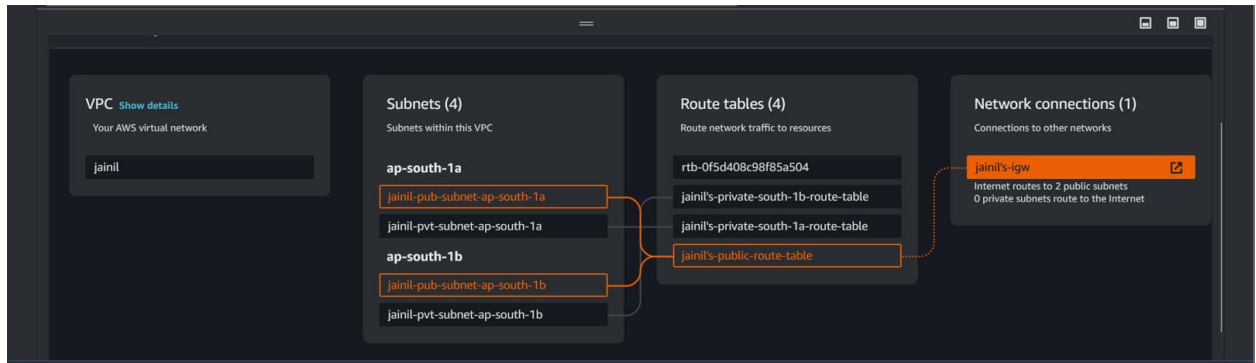 VPC Show details
Your AWS virtual network
jainil
Subnets (4)
Subnets within this VPC
ap-south-1a
jainil-pub-subnet-ap-south-1a
jainil-pvt-subnet-ap-south-1a
ap-south-1b
jainil-pub-subnet-ap-south-1b
jainil-pvt-subnet-ap-south-1b
Route tables (4)
Route network traffic to resources
rtb-0f5d408c98f85a504
jainil's-private-south-1b-route-table
jainil's-private-south-1a-route-table
jainil's-public-route-table
Network connections (1)
Connections to other networks
jainil's-igw
Internet routes to 2 public subnets
0 private subnets route to the Internet